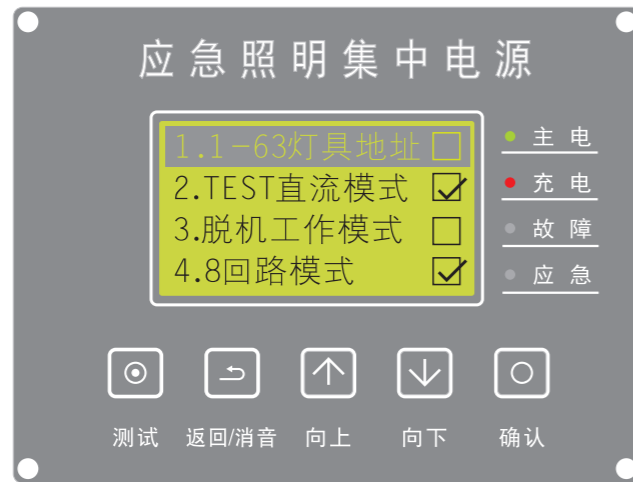 应急照明集中电源
1.1-63灯具地址
2.TEST直流模式
3.脱机工作模式
4.8回路模式
主电
充电
故障
应急
测试 返回/消音 向上 向下 确认